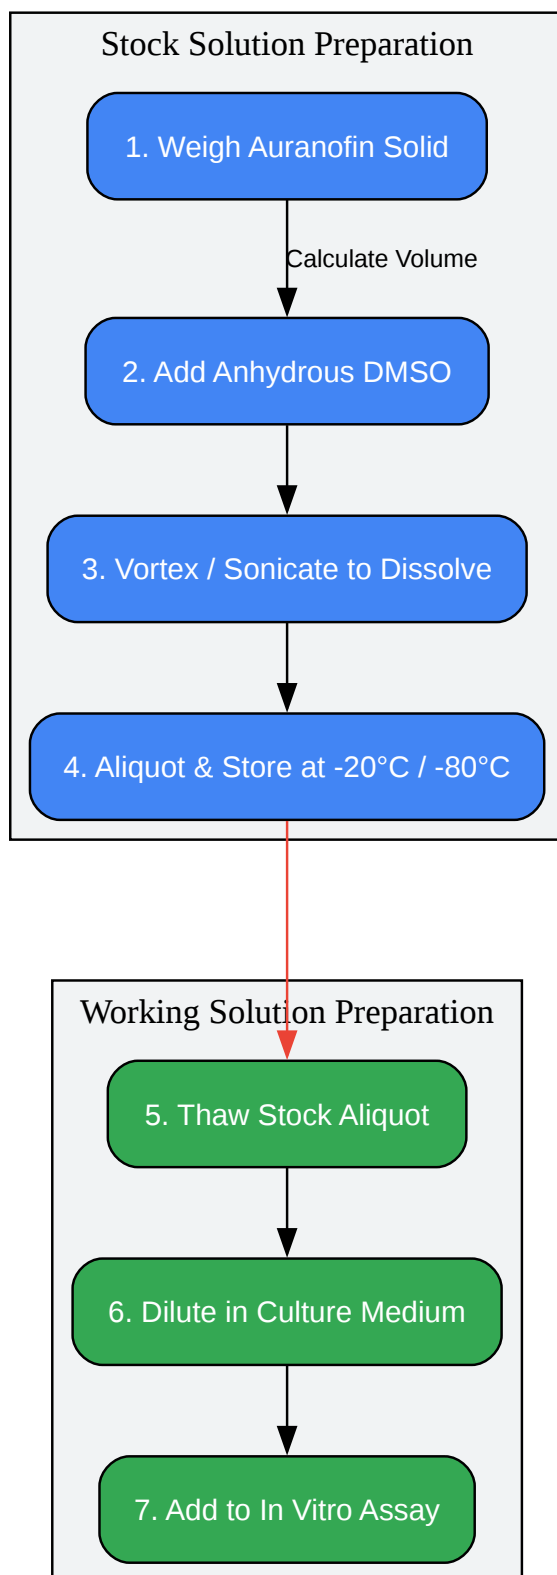 Stock Solution Preparation
1. Weigh Auranofin Solid
Calculate Volume
2. Add Anhydrous DMSO
3. Vortex / Sonicate to Dissolve
4. Aliquot & Store at -20°C / -80°C
Working Solution Preparation
5. Thaw Stock Aliquot
6. Dilute in Culture Medium
7. Add to In Vitro Assay